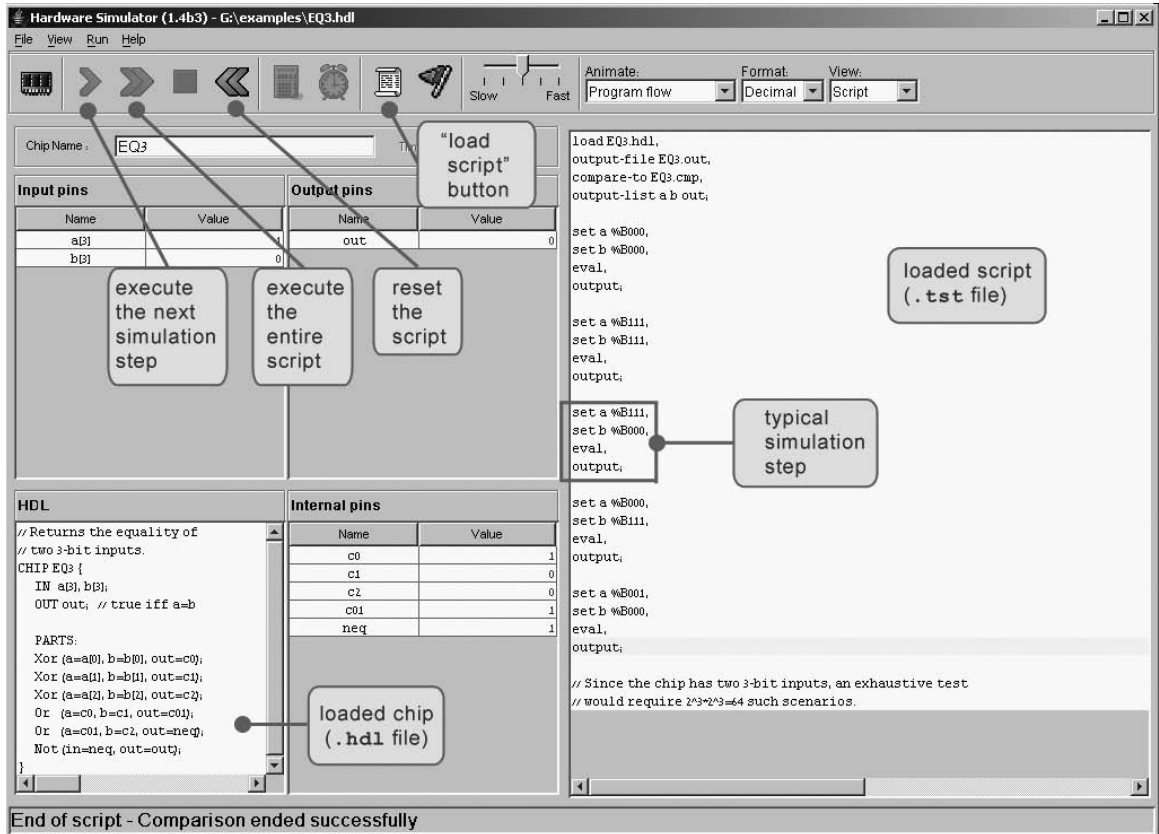 Hardware Simulator (1.4b3) - G:\examples\EQ3.hdl
File View Run Help
Slow Fast
Animate: Format: View:
Program flow Decimal Script
Chip Name : EQ3
"load
script"
button
Input pins
Name Value
a[3] 1
b[3] 0
Output pins
Name Value
out 0
execute
the next
simulation
step
execute
the
entire
script
reset
the
script
HDL
// Returns the equality of
// two 3-bit inputs.
CHIP EQ3 {
IN a[3], b[3];
OUT out; // true iff a=b
PARTS:
Xor (a=a[0], b=b[0], out=c0);
Xor (a=a[1], b=b[1], out=c1);
Xor (a=a[2], b=b[2], out=c2);
Or (a=c0, b=c1, out=c01);
Or (a=c01, b=c2, out=neq);
Not (in=neq, out=out);
}
Internal pins
Name Value
c0 1
c1 0
c2 0
c01 1
neq 1
loaded chip
(.hdl file)
load EQ3.hdl,
output-file EQ3.out,
compare-to EQ3.cmp,
output-list a b out;
set a %B000,
set b %B000,
eval,
output;
set a %B111,
set b %B111,
eval,
output;
set a %B111,
set b %B000,
eval,
output;
set a %B000,
set b %B111,
eval,
output;
set a %B001,
set b %B000,
eval,
output;
// Since the chip has two 3-bit inputs, an exhaustive test
// would require 2^3*2^3=64 such scenarios.
loaded script
(.tst file)
typical
simulation
step
End of script - Comparison ended successfully